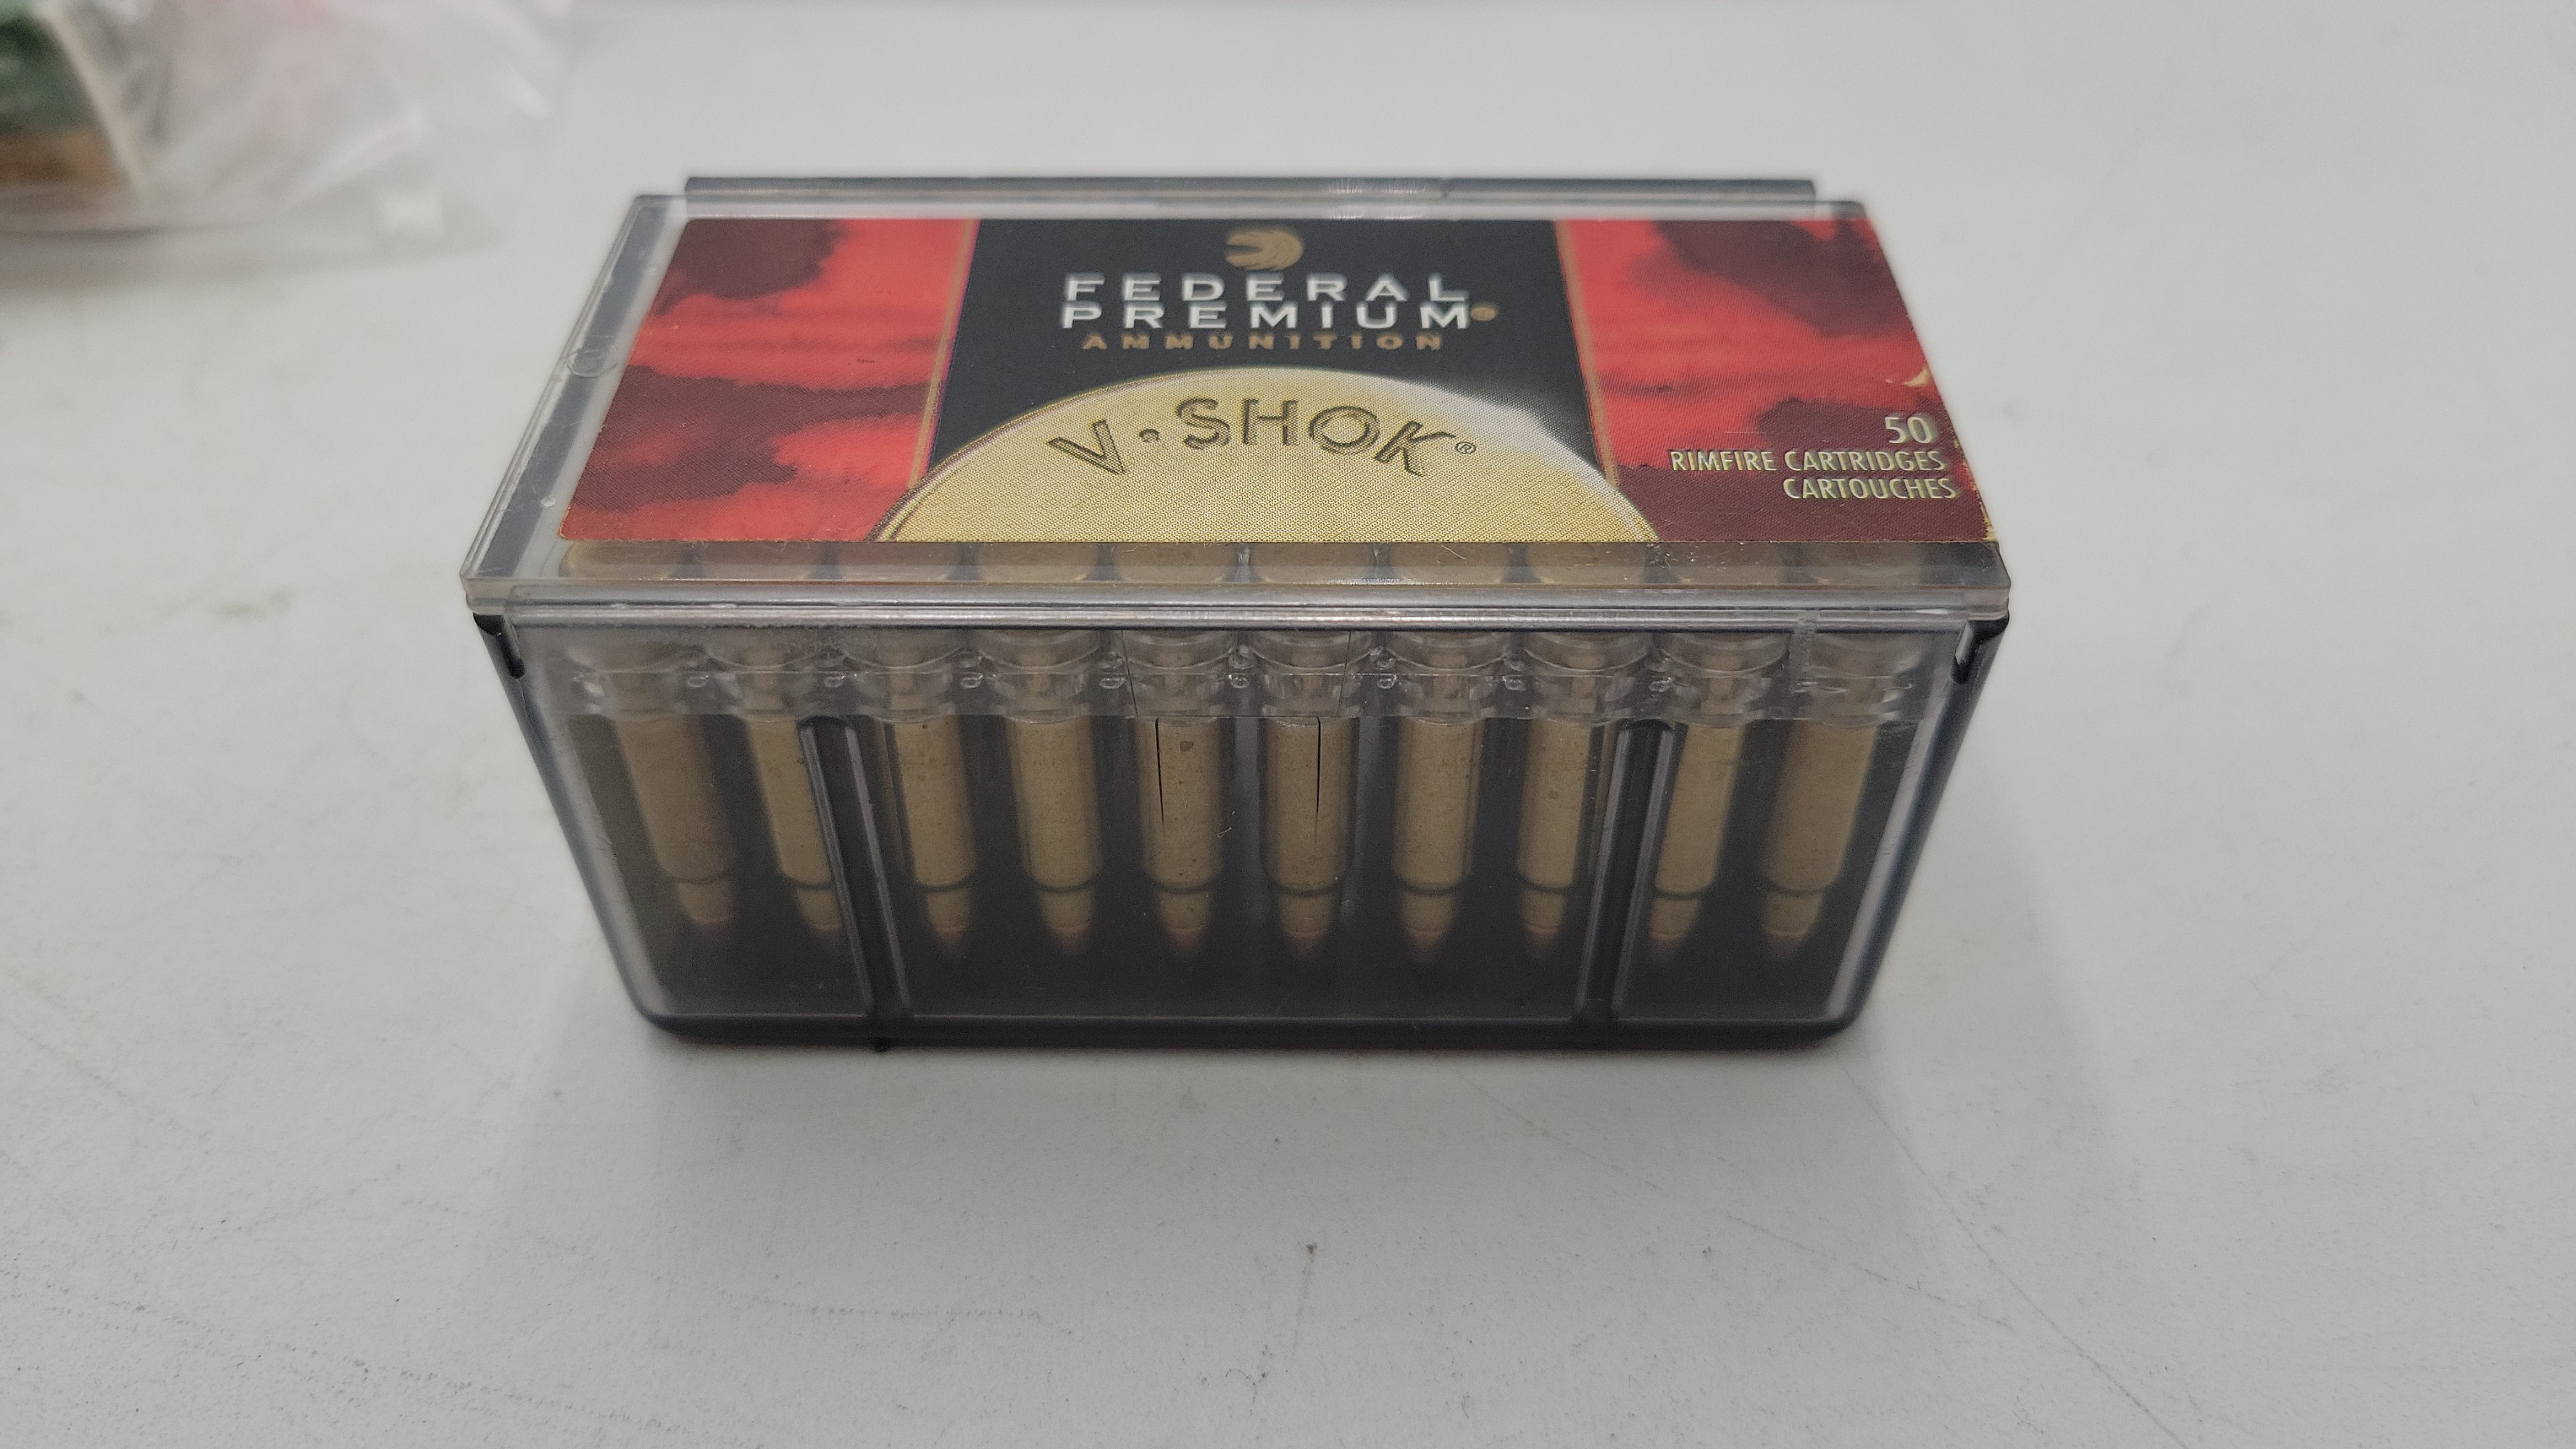 FEDERAL
PREMIUM®
AMMUNITION
V·SHOK®
50
RIMFIRE CARTRIDGES
CARTOUCHES